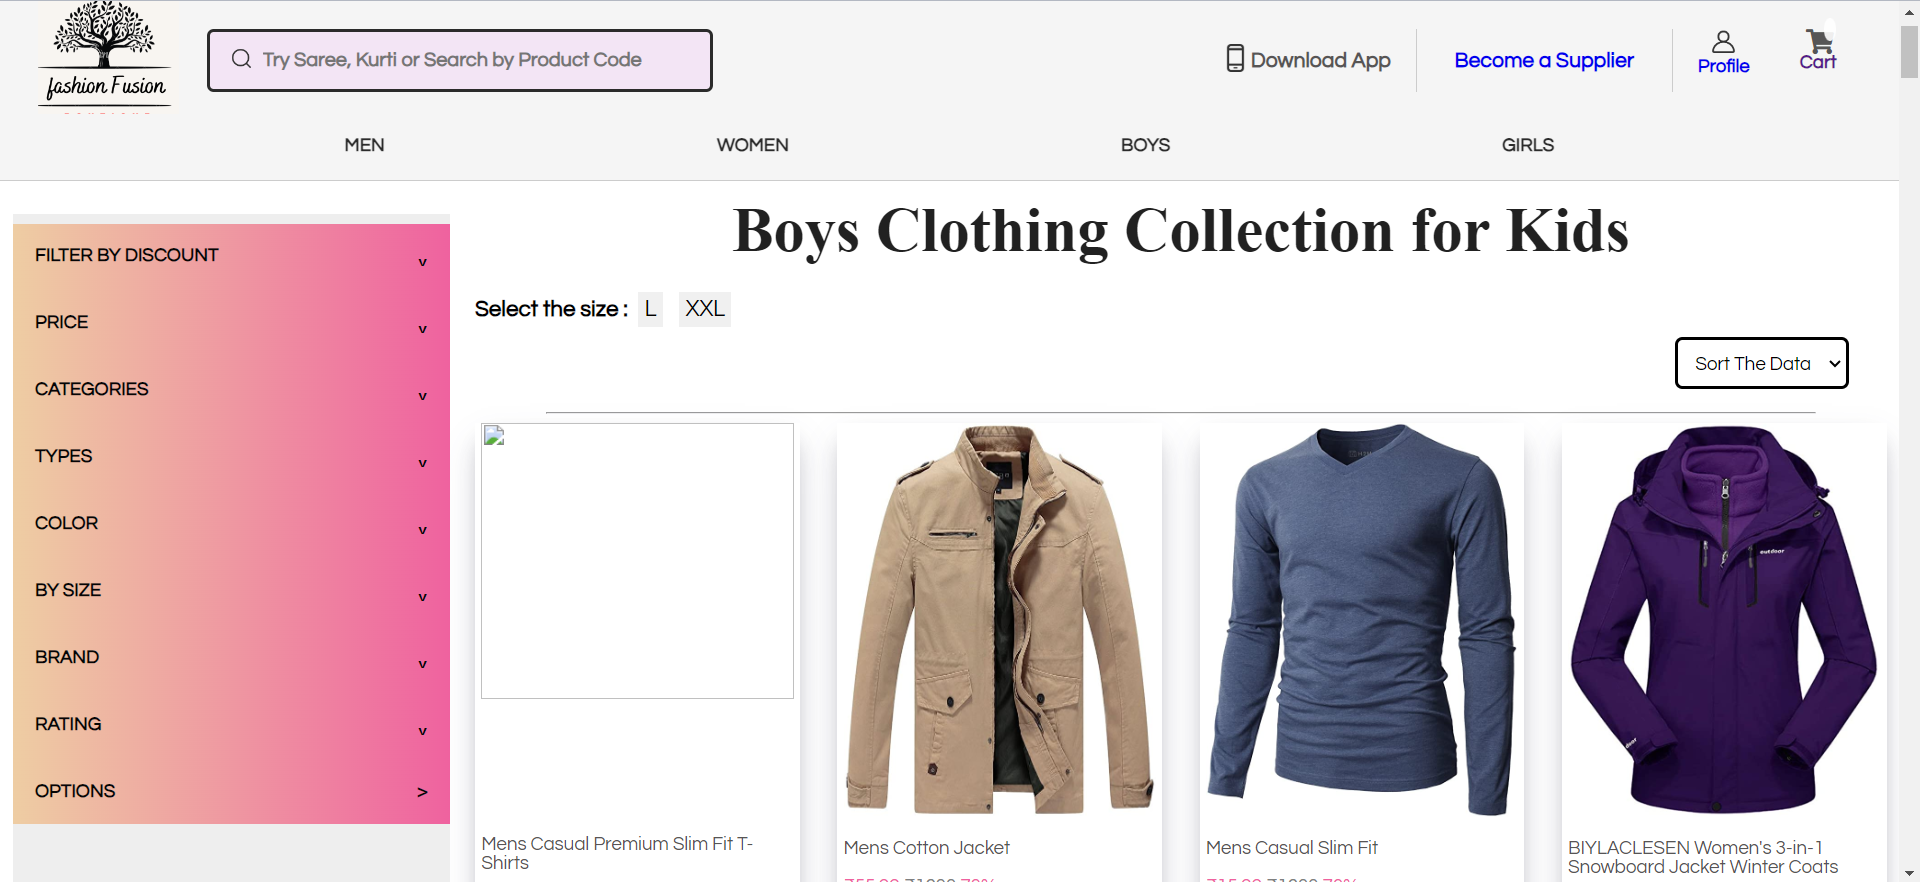 fashion Fusion
Try Saree, Kurti or Search by Product Code
Download App
Become a Supplier
Profile
Cart
MEN
WOMEN
BOYS
GIRLS
FILTER BY DISCOUNT v
PRICE v
CATEGORIES v
TYPES v
COLOR v
BY SIZE v
BRAND v
RATING v
OPTIONS >
Boys Clothing Collection for Kids
Select the size : L XXL
Sort The Data
outdoor
Mens Casual Premium Slim Fit T-
Shirts
Mens Cotton Jacket
Mens Casual Slim Fit
BIYLACLESEN Women's 3-in-1
Snowboard Jacket Winter Coats